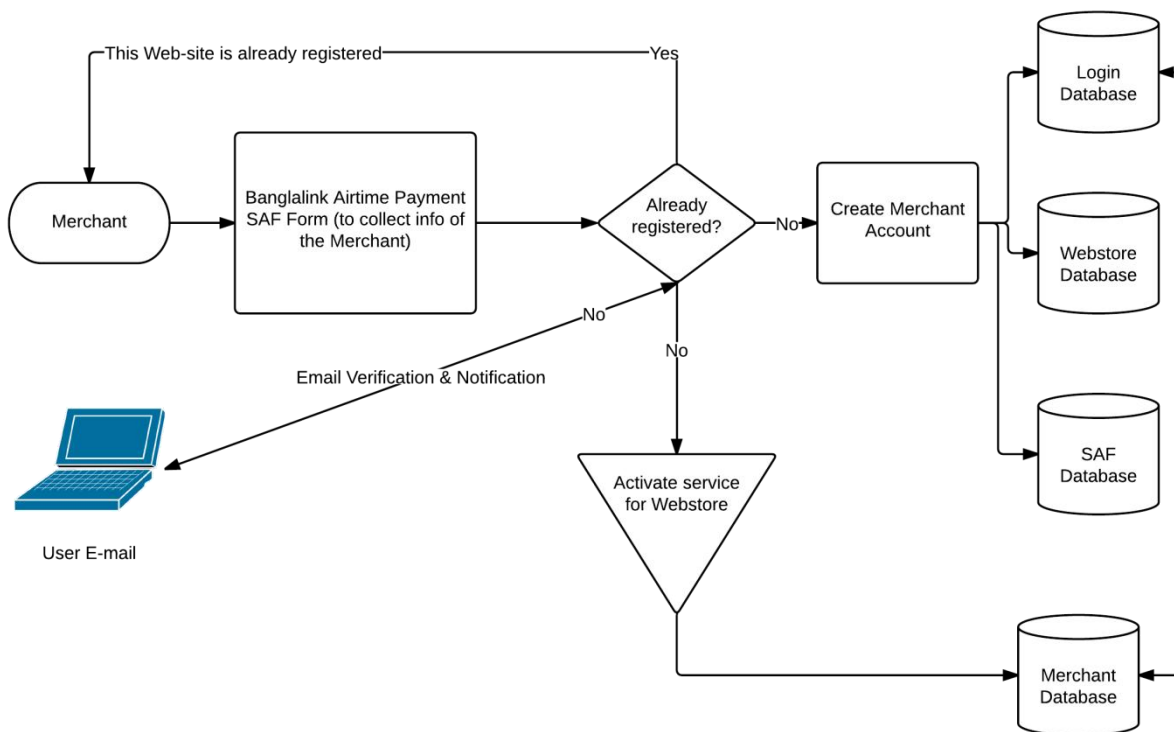 This Web-site is already registered
Yes
Login
Database
Merchant
Banglalink Airtime Payment
SAF Form (to collect info of
the Merchant)
Already
registered?
No
Create Merchant
Account
Webstore
Database
No
No
Email Verification & Notification
SAF
Database
Activate service
for Webstore
User E-mail
Merchant
Database